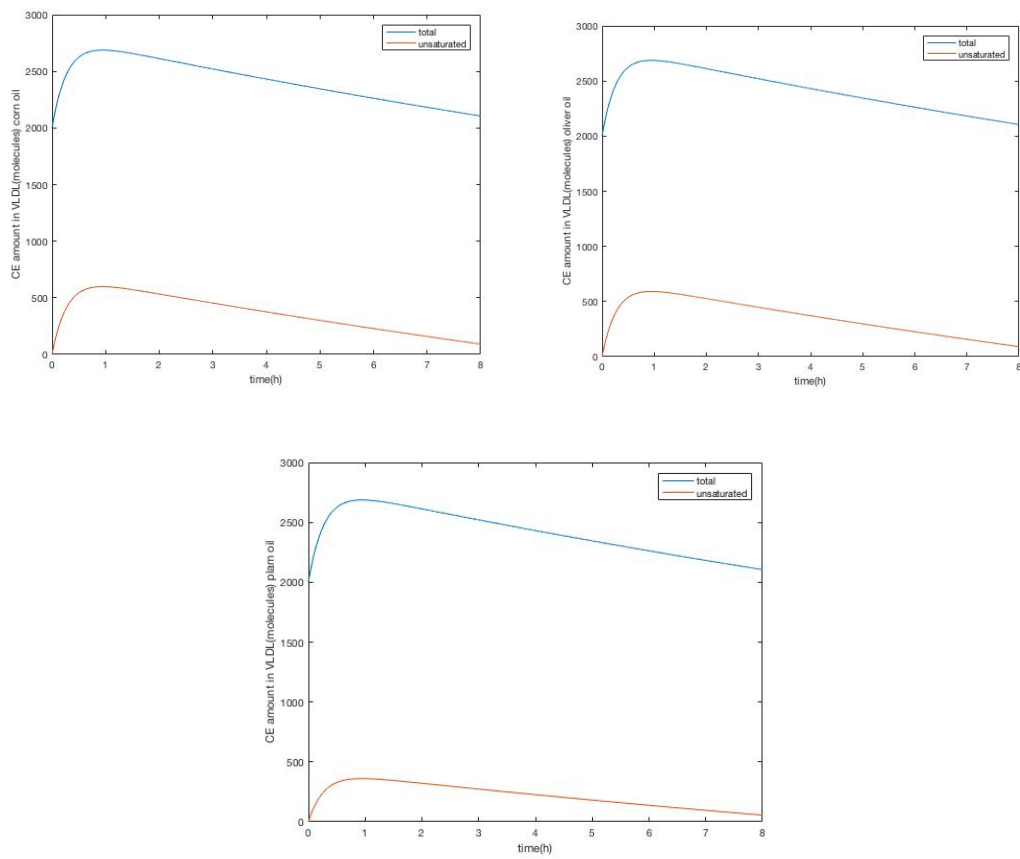 3000
2500
2000
1500
1000
500
0
CE amount in VLDL(molecules) corn oil
total
unsaturated
0 1 2 3 4 5 6 7 8
time(h)
3000
2500
2000
1500
1000
500
0
CE amount in VLDL(molecules) oliver oil
total
unsaturated
0 1 2 3 4 5 6 7 8
time(h)
3000
2500
2000
1500
1000
500
0
CE amount in VLDL(molecules) plam oil
total
unsaturated
0 1 2 3 4 5 6 7 8
time(h)